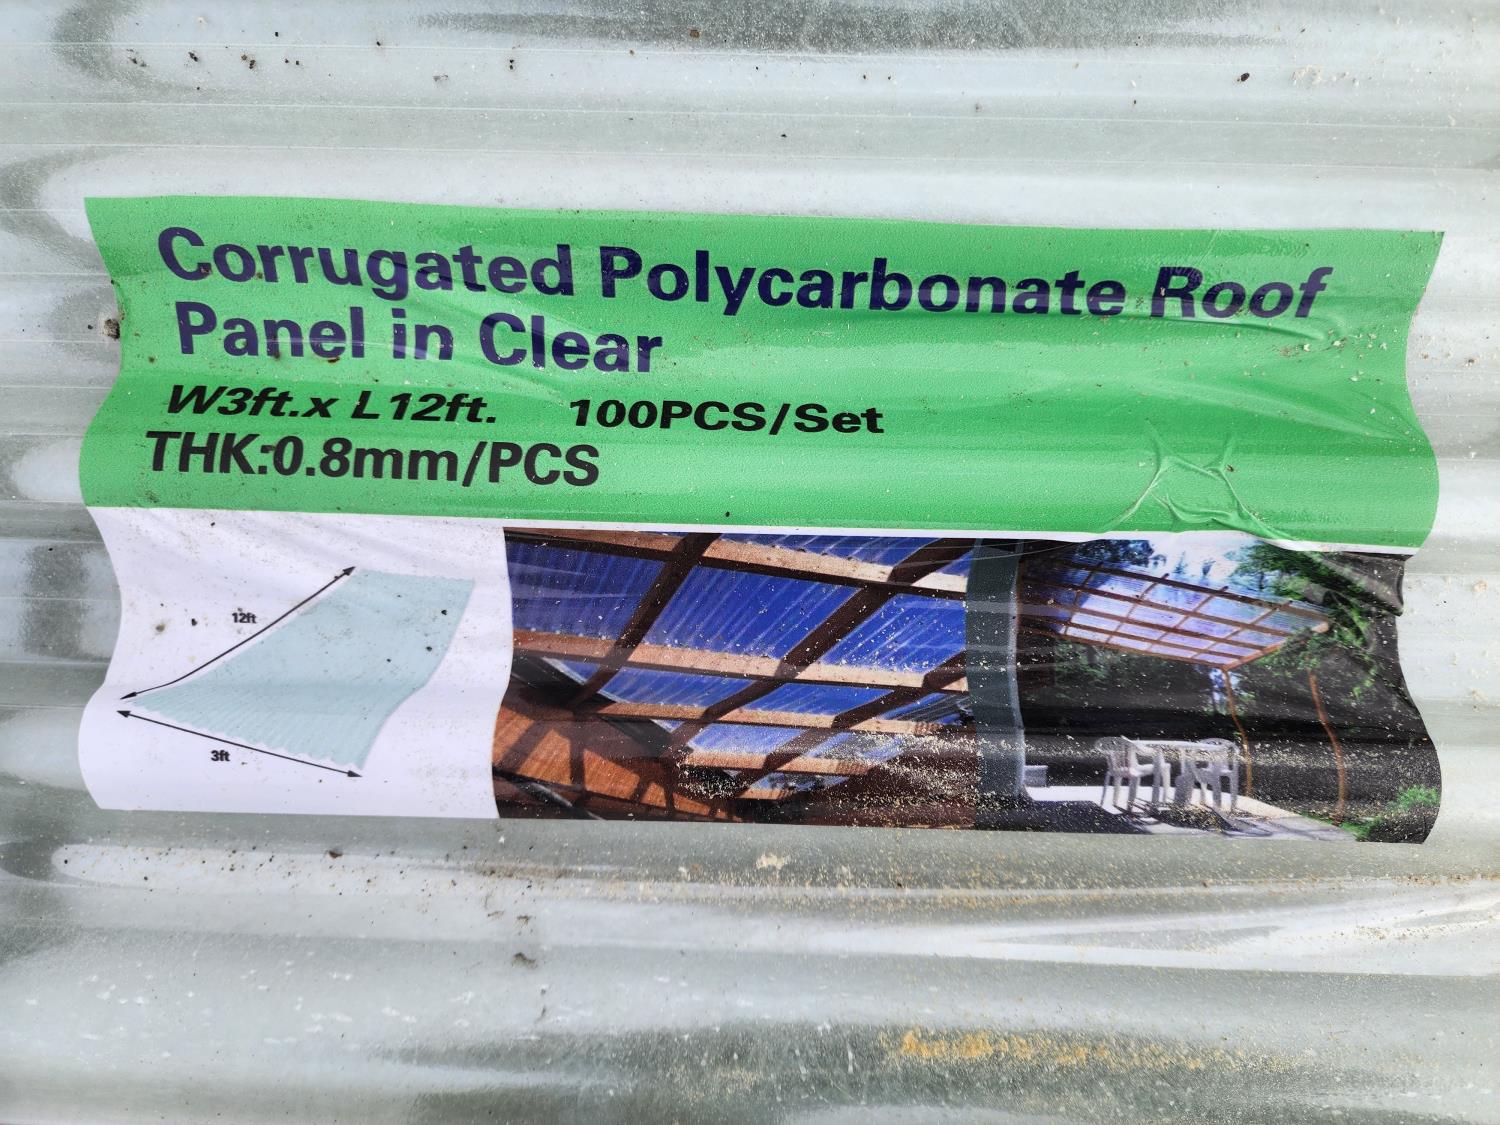 Corrugated Polycarbonate Roof
Panel in Clear
W3ft.x L12ft. 100PCS/Set
THK:0.8mm/PCS
12ft
3ft